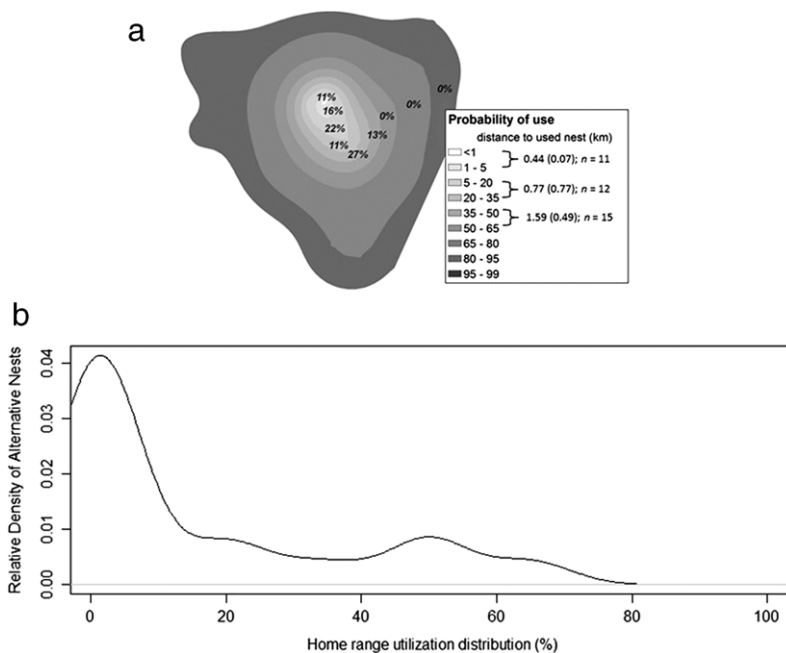 a
11%
16%
22%
11%
27%
13%
0%
0%
0%
Probability of use
distance to used nest (km)
<1
1 - 5
0.44 (0.07); n = 11
5 - 20
20 - 35
0.77 (0.77); n = 12
35 - 50
50 - 65
1.59 (0.49); n = 15
65 - 80
80 - 95
95 - 99
b
Relative Density of Alternative Nests
0.04
0.03
0.02
0.01
0.00
0 20 40 60 80 100
Home range utilization distribution (%)